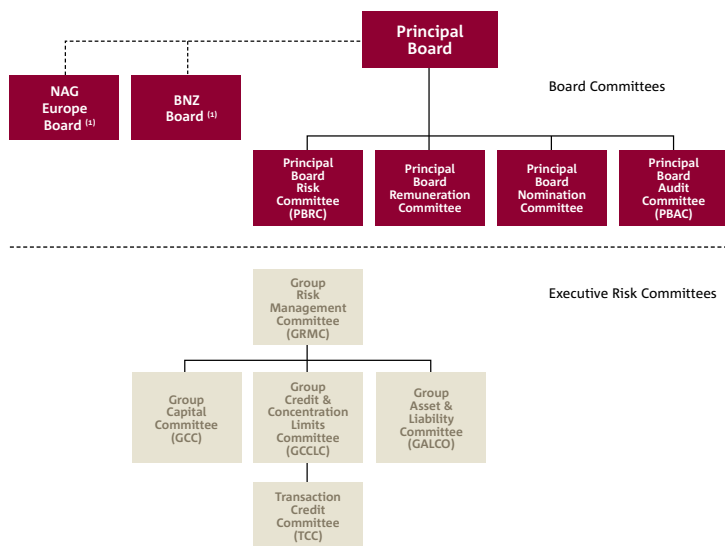 Principal
Board
NAG
Europe
Board (1)
BNZ
Board (1)
Board Committees
Principal
Board
Risk
Committee
(PBRC)
Principal
Board
Remuneration
Committee
Principal
Board
Nomination
Committee
Principal
Board
Audit
Committee
(PBAC)
Executive Risk Committees
Group
Risk
Management
Committee
(GRMC)
Group
Capital
Committee
(GCC)
Group
Credit &
Concentration
Limits
Committee
(GCCLC)
Group
Asset &
Liability
Committee
(GALCO)
Transaction
Credit
Committee
(TCC)